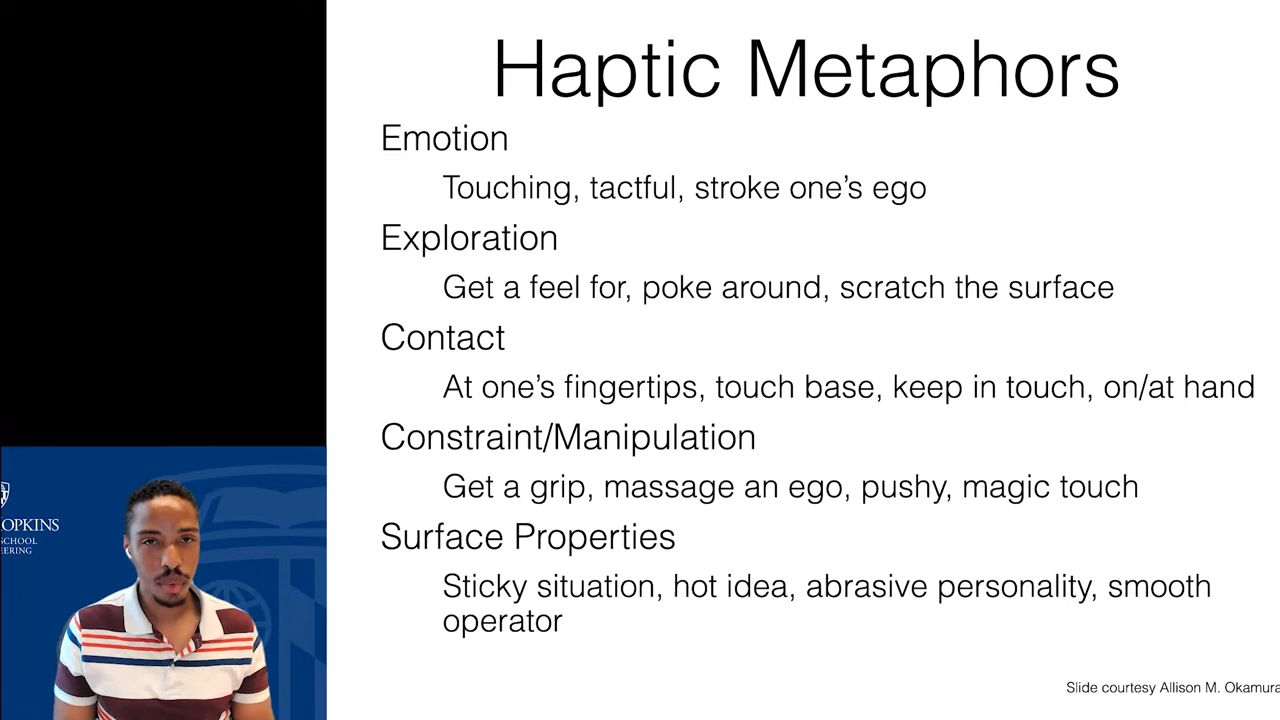 Haptic Metaphors
Emotion
Touching, tactful, stroke one’s ego
Exploration
Get a feel for, poke around, scratch the surface
Contact
At one’s fingertips, touch base, keep in touch, on/at hand
Constraint/Manipulation
Get a grip, massage an ego, pushy, magic touch
Surface Properties
Sticky situation, hot idea, abrasive personality, smooth
operator
Slide courtesy Allison M. Okamura
OPKINS
SCHOOL
EERING